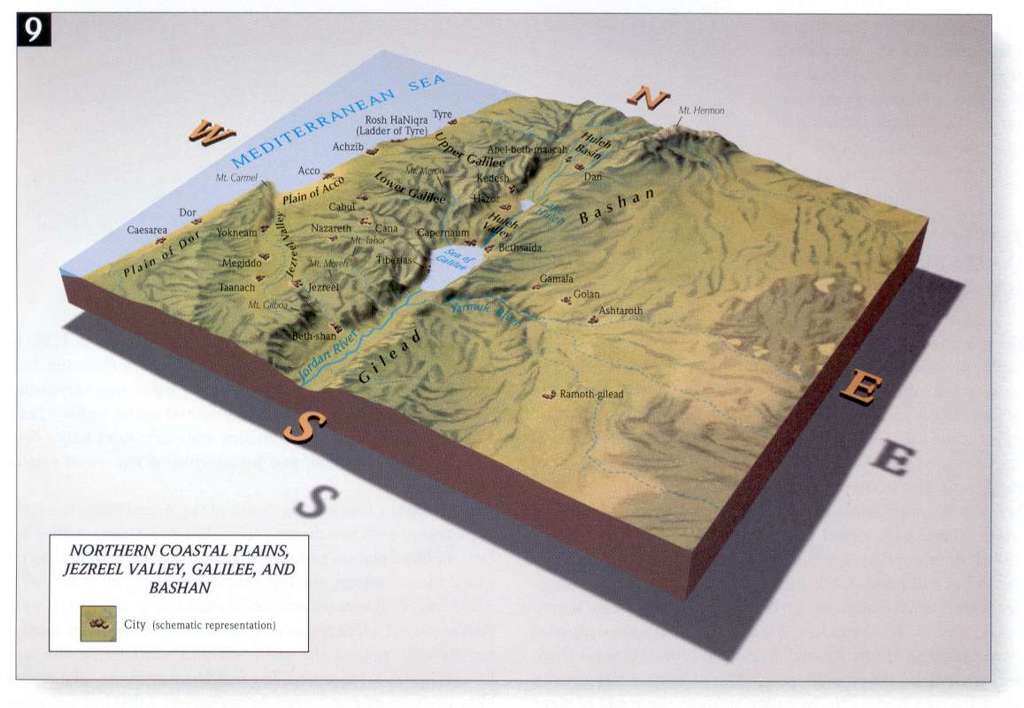 9
N
W
MEDITERRANEAN SEA
Mt. Hermon
Tyre
Rosh HaNiqra
(Ladder of Tyre)
Achzib
Upper Galilee
Abel-beth-maacah
Huleh
Basin
Dan
Acco
Mt. Meron
Kedesh
Mt. Carmel
Plain of Acco
Lower Galilee
Hazor
Bashan
Cabul
Huleh
Valley
Dor
Caesarea
Yokneam
Jezreel Valley
Nazareth
Cana
Capernaum
Bethsaida
Plain of Dor
Mt. Tabor
Sea of
Galilee
Megiddo
Mt. Moreh
Tiberias
Taanach
Jezreel
Gamala
Golan
Mt. Gilboa
Yarmuk River
Ashtaroth
Beth-shan
Jordan River
Gilead
Ramoth-gilead
E
E
S
S
NORTHERN COASTAL PLAINS,
JEZREEL VALLEY, GALILEE, AND
BASHAN
City (schematic representation)